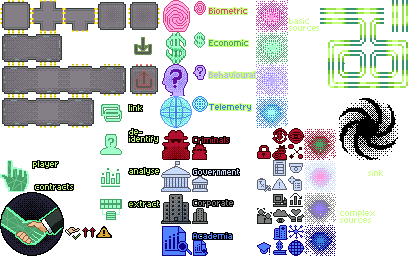 Biometric
basic
sources
Economic
Behavioural
Telemetry
link
de-
identify
Criminals
player
analyse
Government
sink
contracts
extract
Corporate
complex
sources
Academia